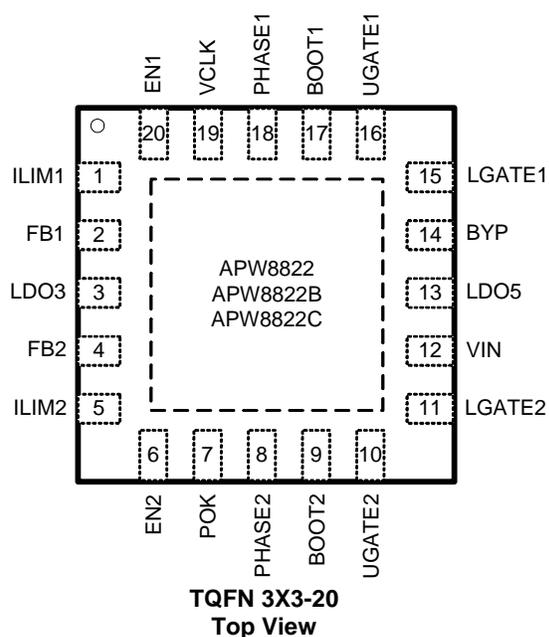 EN1
VCLK
PHASE1
BOOT1
UGATE1
20
19
18
17
16
ILIM1 1
15 LGATE1
FB1 2
14 BYP
LDO3 3
13 LDO5
FB2 4
12 VIN
ILIM2 5
11 LGATE2
APW8822
APW8822B
APW8822C
6
7
8
9
10
EN2
POK
PHASE2
BOOT2
UGATE2
TQFN 3X3-20
Top View